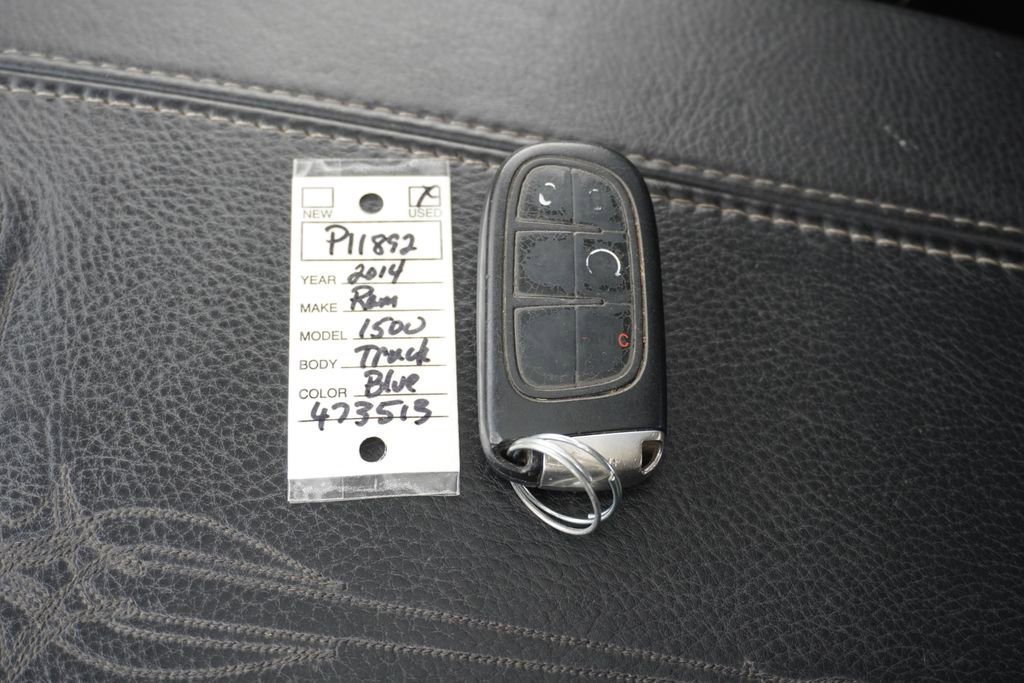 NEW USED
P11892
YEAR 2014
MAKE Ram
MODEL 1500
BODY Truck
COLOR Blue
473513